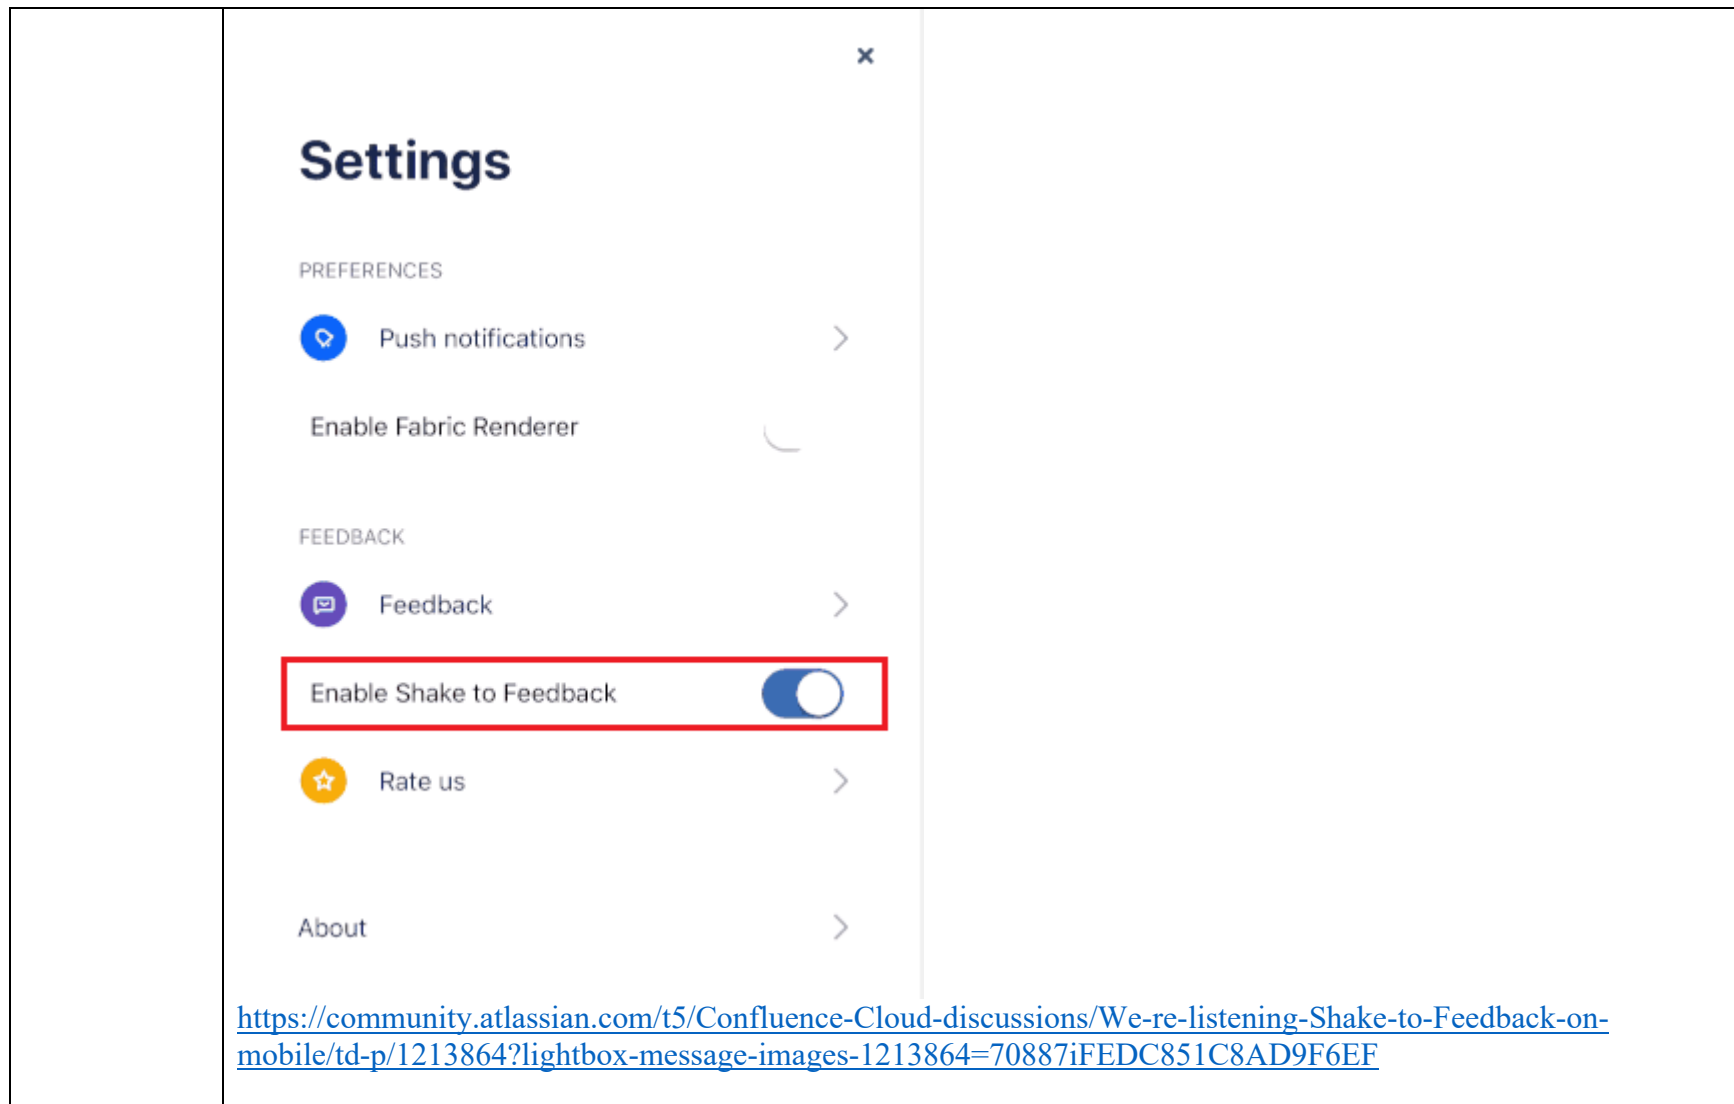 Settings
PREFERENCES
Push notifications
Enable Fabric Renderer
FEEDBACK
Feedback
Enable Shake to Feedback
Rate us
About
https://community.atlassian.com/t5/Confluence-Cloud-discussions/We-re-listening-Shake-to-Feedback-on-
mobile/td-p/1213864?lightbox-message-images-1213864=70887iFEDC851C8AD9F6EF